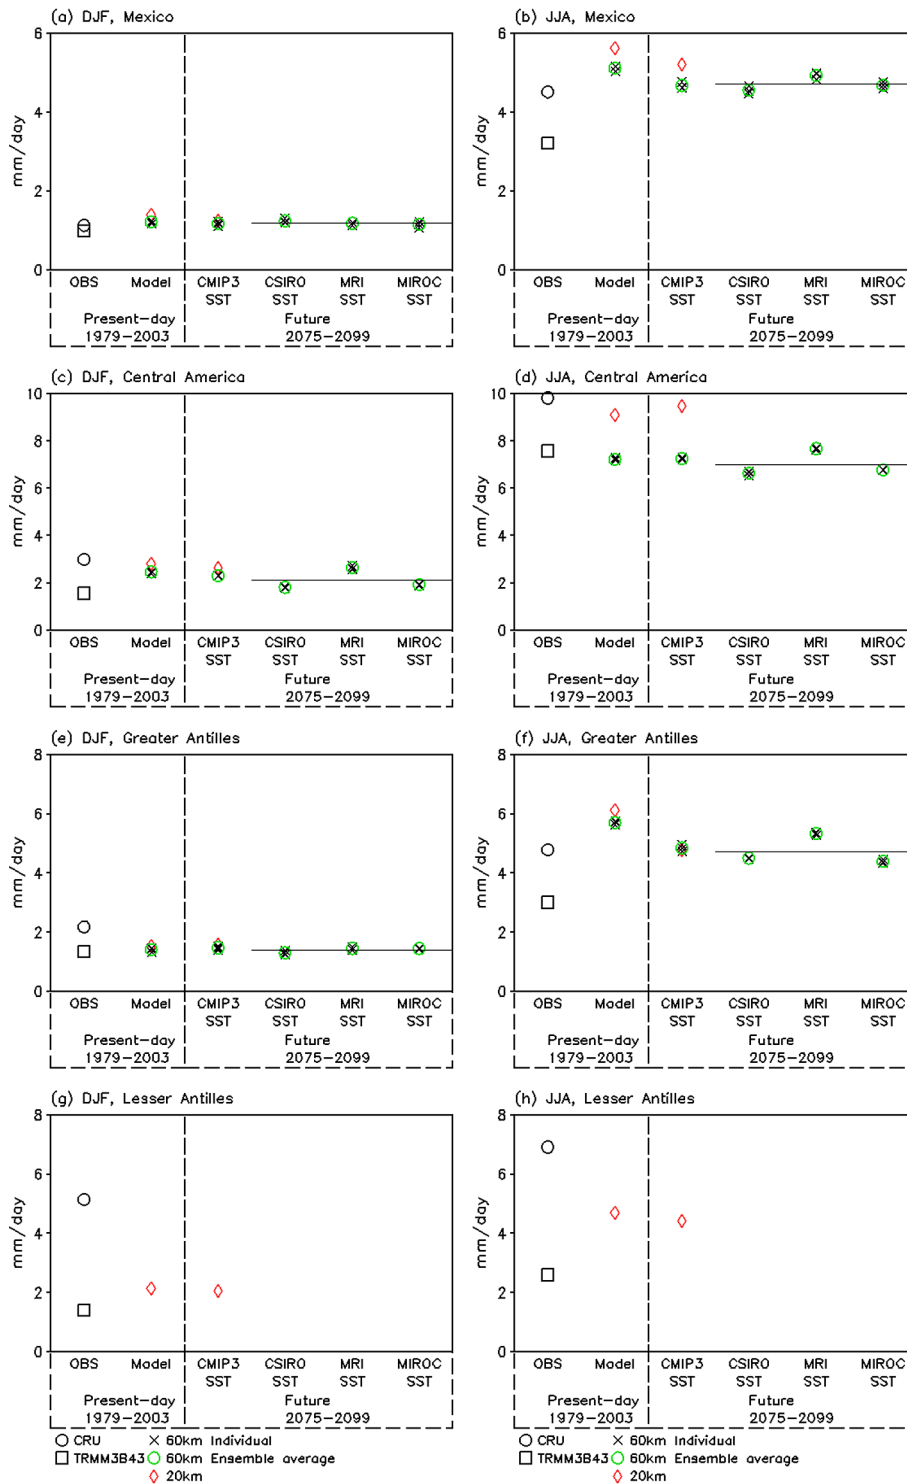 (a) DJF, Mexico
6
4
2
0
mm/day
OBS Model CMIP3 CSIRO MRI MIROC
SST SST SST SST
Present-day Future
1979-2003 2075-2099
(b) JJA, Mexico
6
4
2
0
mm/day
OBS Model CMIP3 CSIRO MRI MIROC
SST SST SST SST
Present-day Future
1979-2003 2075-2099
(c) DJF, Central America
10
8
6
4
2
0
mm/day
OBS Model CMIP3 CSIRO MRI MIROC
SST SST SST SST
Present-day Future
1979-2003 2075-2099
(d) JJA, Central America
10
8
6
4
2
0
mm/day
OBS Model CMIP3 CSIRO MRI MIROC
SST SST SST SST
Present-day Future
1979-2003 2075-2099
(e) DJF, Greater Antilles
8
6
4
2
0
mm/day
OBS Model CMIP3 CSIRO MRI MIROC
SST SST SST SST
Present-day Future
1979-2003 2075-2099
(f) JJA, Greater Antilles
8
6
4
2
0
mm/day
OBS Model CMIP3 CSIRO MRI MIROC
SST SST SST SST
Present-day Future
1979-2003 2075-2099
(g) DJF, Lesser Antilles
8
6
4
2
0
mm/day
OBS Model CMIP3 CSIRO MRI MIROC
SST SST SST SST
Present-day Future
1979-2003 2075-2099
CRU 60km Individual
TRMM3B43 60km Ensemble average
20km
(h) JJA, Lesser Antilles
8
6
4
2
0
mm/day
OBS Model CMIP3 CSIRO MRI MIROC
SST SST SST SST
Present-day Future
1979-2003 2075-2099
CRU 60km Individual
TRMM3B43 60km Ensemble average
20km